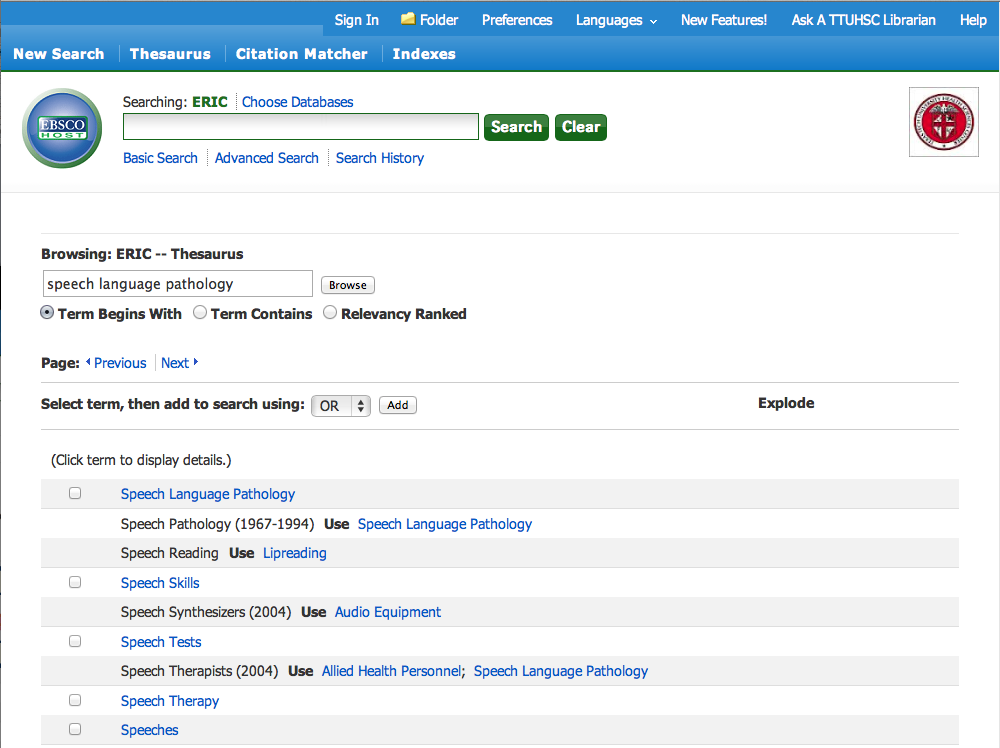 Sign In Folder Preferences Languages New Features! Ask A TTUHSC Librarian Help
New Search Thesaurus Citation Matcher Indexes
EBSCO
HOST
Searching: ERIC Choose Databases
Search Clear
Basic Search Advanced Search Search History
Browsing: ERIC -- Thesaurus
speech language pathology Browse
Term Begins With Term Contains Relevancy Ranked
Page: Previous Next
Select term, then add to search using: OR Add Explode
(Click term to display details.)
Speech Language Pathology
Speech Pathology (1967-1994) Use Speech Language Pathology
Speech Reading Use Lipreading
Speech Skills
Speech Synthesizers (2004) Use Audio Equipment
Speech Tests
Speech Therapists (2004) Use Allied Health Personnel; Speech Language Pathology
Speech Therapy
Speeches